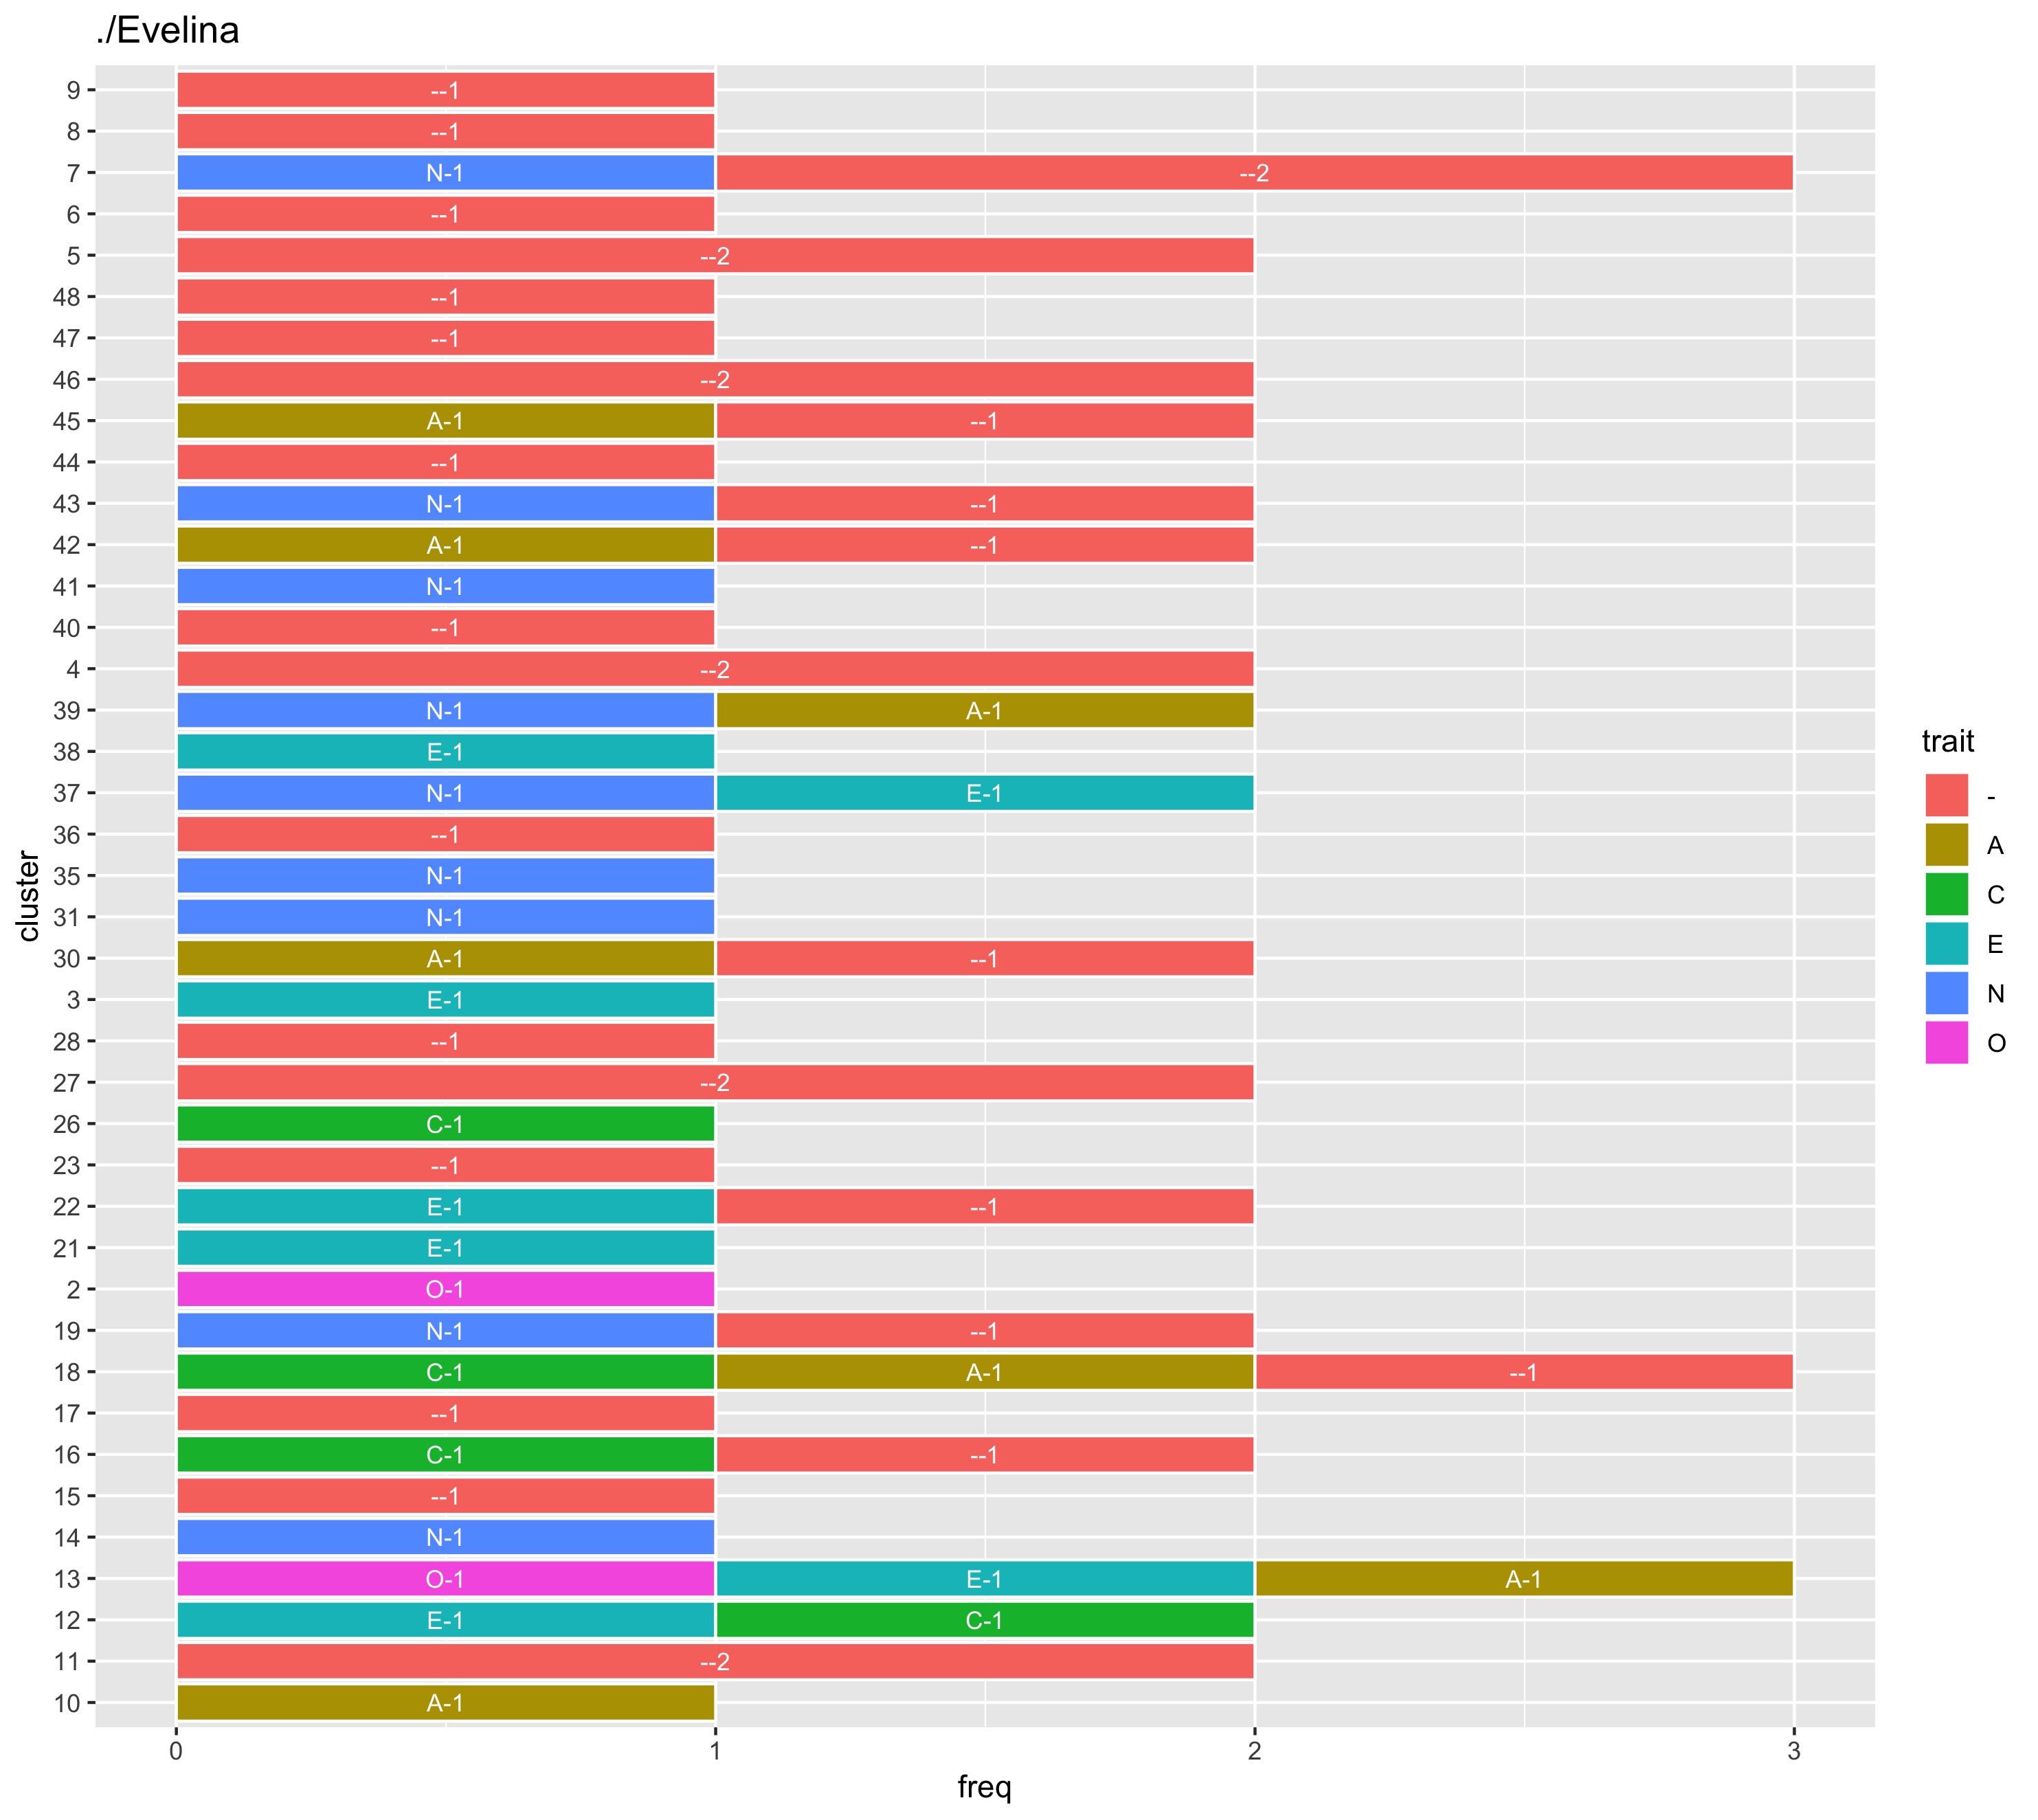 ./Evelina
9 --1
8 --1
7 N-1 --2
6 --1
5 --2
48 --1
47 --1
46 --2
45 A-1 --1
44 --1
43 N-1 --1
42 A-1 --1
41 N-1
40 --1
4 --2
39 N-1 A-1
38 E-1
37 N-1 E-1
36 --1
35 N-1
31 N-1
30 A-1 --1
3 E-1
28 --1
27 --2
26 C-1
23 --1
22 E-1 --1
21 E-1
2 O-1
19 N-1 --1
18 C-1 A-1 --1
17 --1
16 C-1 --1
15 --1
14 N-1
13 O-1 E-1 A-1
12 E-1 C-1
11 --2
10 A-1
0 1 2 3
freq
cluster
trait
-
A
C
E
N
O